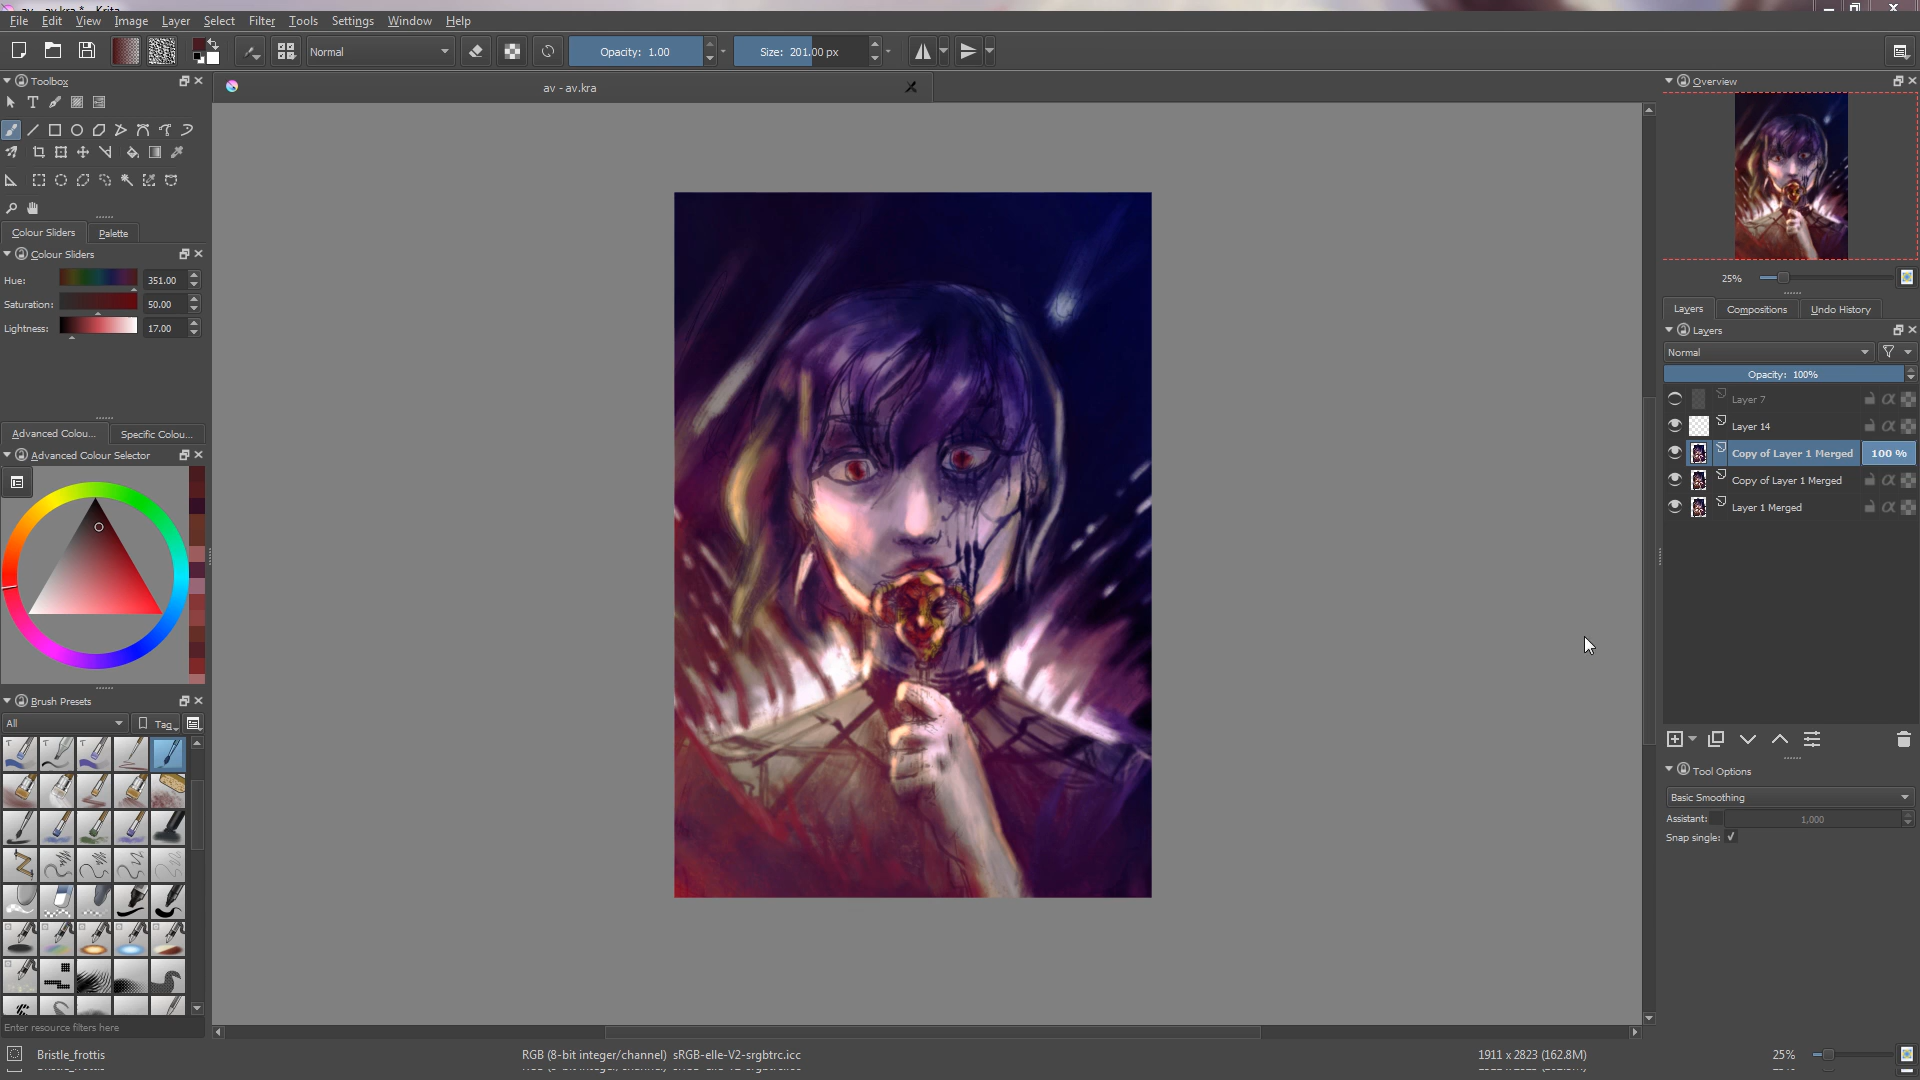 av - av.kra * - Krita
File Edit View Image Layer Select Filter Tools Settings Window Help
Normal
Opacity: 1.00
Size: 201.00 px
Toolbox
av - av.kra
Overview
25%
Colour Sliders Palette
Colour Sliders
Hue: 351.00
Saturation: 50.00
Lightness: 17.00
Layers Compositions Undo History
Layers
Normal
Opacity: 100%
Layer 7
Layer 14
Copy of Layer 1 Merged 100 %
Copy of Layer 1 Merged
Layer 1 Merged
Advanced Colou... Specific Colou...
Advanced Colour Selector
Brush Presets
All Tag
Tool Options
Basic Smoothing
Assistant: 1,000
Snap single:
Enter resource filters here
Bristle_frottis
RGB (8-bit integer/channel) sRGB-elle-V2-srgbtrc.icc
1911 x 2823 (162.8M)
25%